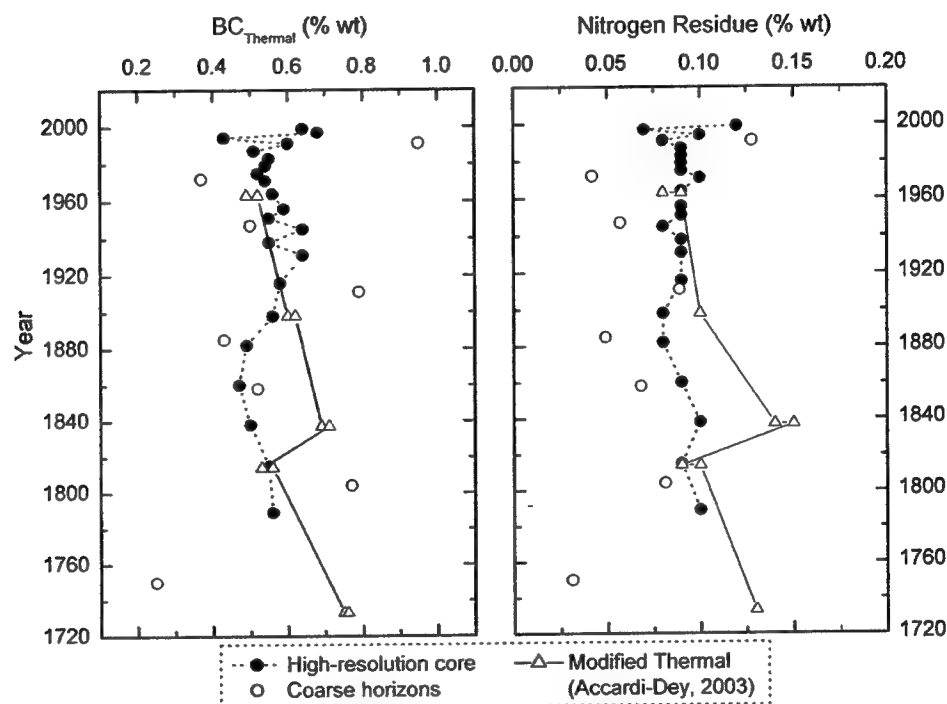 BC_Thermal (% wt)
Nitrogen Residue (% wt)
0.2 0.4 0.6 0.8 1.0
0.00 0.05 0.10 0.15 0.20
2000
1960
1920
1880
1840
1800
1760
1720
Year
2000
1960
1920
1880
1840
1800
1760
1720
High-resolution core
Coarse horizons
Modified Thermal
(Accardi-Dey, 2003)